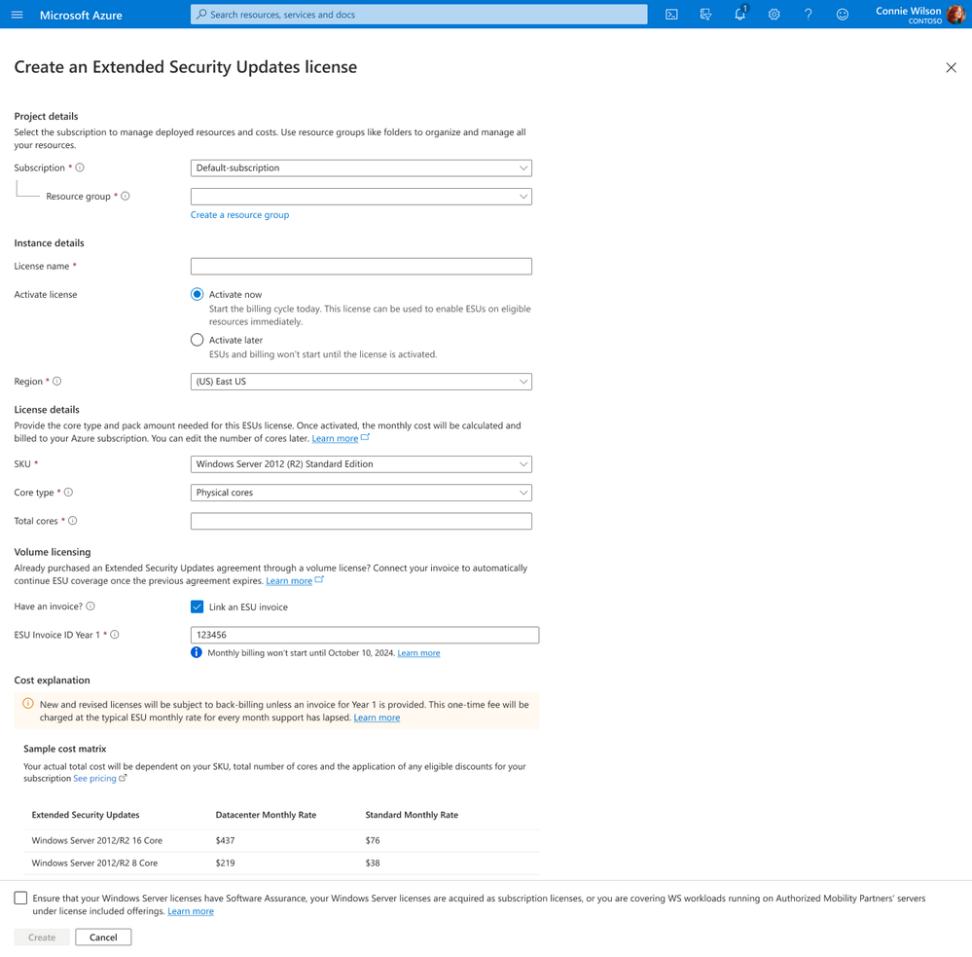 Microsoft Azure
Search resources, services and docs
1
Connie Wilson
CONTOSO
Create an Extended Security Updates license
Project details
Select the subscription to manage deployed resources and costs. Use resource groups like folders to organize and manage all
your resources.
Subscription *
Default-subscription
Resource group *
Create a resource group
Instance details
License name *
Activate license
Activate now
Start the billing cycle today. This license can be used to enable ESUs on eligible
resources immediately.
Activate later
ESUs and billing won't start until the license is activated.
Region *
(US) East US
License details
Provide the core type and pack amount needed for this ESUs license. Once activated, the monthly cost will be calculated and
billed to your Azure subscription. You can edit the number of cores later. Learn more
SKU *
Windows Server 2012 (R2) Standard Edition
Core type *
Physical cores
Total cores *
Volume licensing
Already purchased an Extended Security Updates agreement through a volume license? Connect your invoice to automatically
continue ESU coverage once the previous agreement expires. Learn more
Have an invoice?
Link an ESU invoice
ESU Invoice ID Year 1 *
123456
Monthly billing won't start until October 10, 2024. Learn more
Cost explanation
New and revised licenses will be subject to back-billing unless an invoice for Year 1 is provided. This one-time fee will be
charged at the typical ESU monthly rate for every month support has lapsed. Learn more
Sample cost matrix
Your actual total cost will be dependent on your SKU, total number of cores and the application of any eligible discounts for your
subscription See pricing
Extended Security Updates Datacenter Monthly Rate Standard Monthly Rate
Windows Server 2012/R2 16 Core $437 $76
Windows Server 2012/R2 8 Core $219 $38
Ensure that your Windows Server licenses have Software Assurance, your Windows Server licenses are acquired as subscription licenses, or you are covering WS workloads running on Authorized Mobility Partners' servers
under license included offerings. Learn more
Create
Cancel